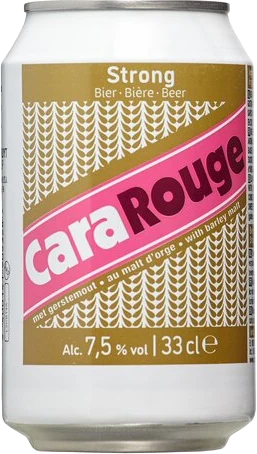 Strong
Bier · Bière · Beer
Cara Rouge
met gerstemout • au malt d'orge • with barley malt
Alc. 7,5 % vol | 33 cl ℮